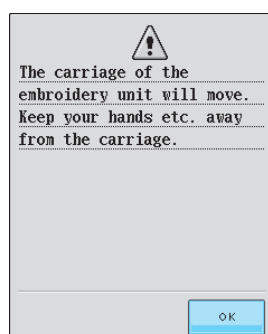 The carriage of the
embroidery unit will move.
Keep your hands etc. away
from the carriage.
OK